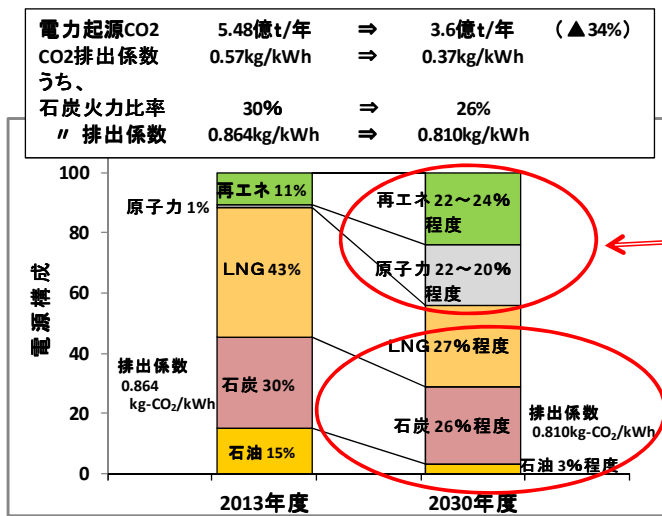 電力起源CO2 5.48億t/年 ⇒ 3.6億t/年 (▲34%)
CO2排出係数 0.57kg/kWh ⇒ 0.37kg/kWh
うち、
石炭火力比率 30% ⇒ 26%
〃 排出係数 0.864kg/kWh ⇒ 0.810kg/kWh
電源構成
100
80
60
40
20
0
再エネ 11%
原子力 1%
LNG 43%
排出係数
0.864
kg-CO₂/kWh
石炭 30%
石油 15%
再エネ 22～24%
程度
原子力 22～20%
程度
LNG 27%程度
石炭 26%程度
排出係数
0.810kg-CO₂/kWh
石油 3%程度
2013年度
2030年度